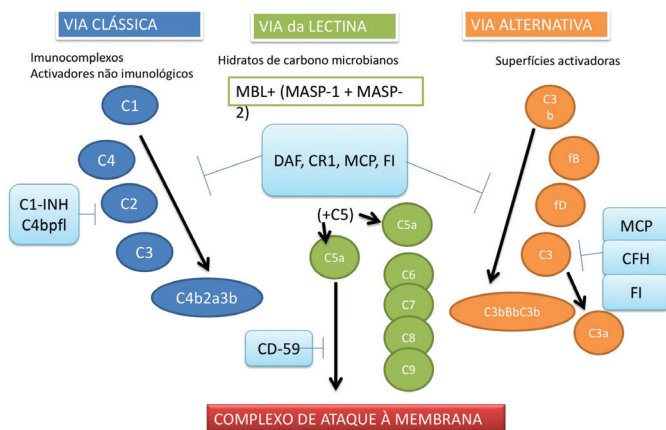 VIA CLÁSSICA
VIA da LECTINA
VIA ALTERNATIVA
Imunocomplexos
Activadores não imunológicos
Hidratos de carbono microbianos
Superfícies activadoras
MBL+ (MASP-1 + MASP-
2)
C1
C4
C2
C3
C4b2a3b
C1-INH
C4bpfl
DAF, CR1, MCP, FI
(+C5)
C5a
C5a
C6
C7
C8
C9
CD-59
C3
b
fB
fD
C3
C3bBbC3b
C3a
MCP
CFH
FI
COMPLEXO DE ATAQUE À MEMBRANA